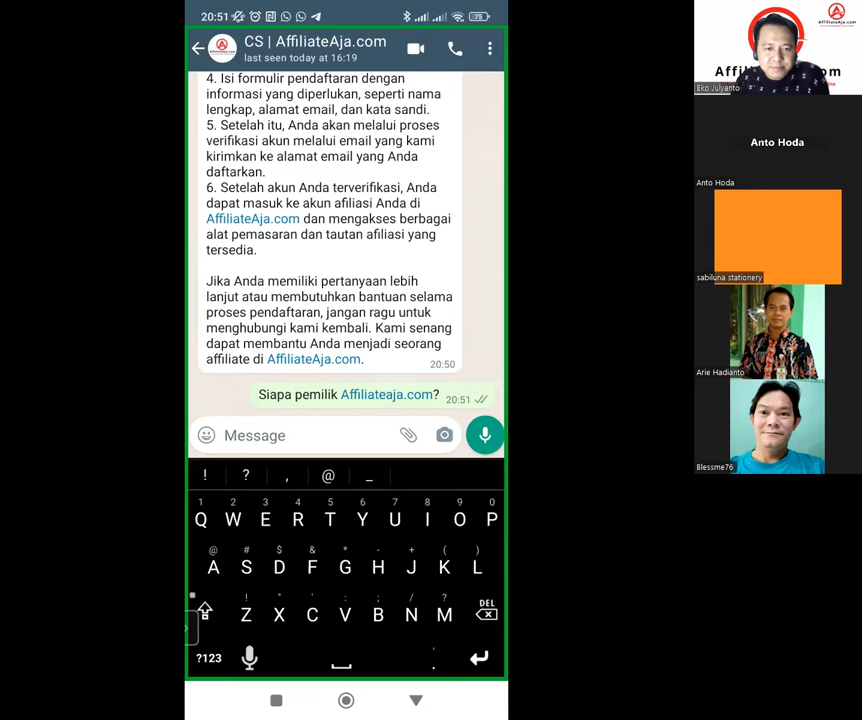 20:51
75
CS | AffiliateAja.com
last seen today at 16:19
4. Isi formulir pendaftaran dengan
informasi yang diperlukan, seperti nama
lengkap, alamat email, dan kata sandi.
5. Setelah itu, Anda akan melalui proses
verifikasi akun melalui email yang kami
kirimkan ke alamat email yang Anda
daftarkan.
6. Setelah akun Anda terverifikasi, Anda
dapat masuk ke akun afiliasi Anda di
AffiliateAja.com dan mengakses berbagai
alat pemasaran dan tautan afiliasi yang
tersedia.
Jika Anda memiliki pertanyaan lebih
lanjut atau membutuhkan bantuan selama
proses pendaftaran, jangan ragu untuk
menghubungi kami kembali. Kami senang
dapat membantu Anda menjadi seorang
affiliate di AffiliateAja.com.
20:50
Siapa pemilik Affiliateaja.com?
20:51
Message
! ? , @ _
1 2 3 4 5 6 7 8 9 0
Q W E R T Y U I O P
@ # $ & * - + ( )
A S D F G H J K L
! " ' : ; / ?
Z X C V B N M
DEL
?123
Eko Julyanto
Anto Hoda
Anto Hoda
sabiluna stationery
Arie Hadianto
Blessme76